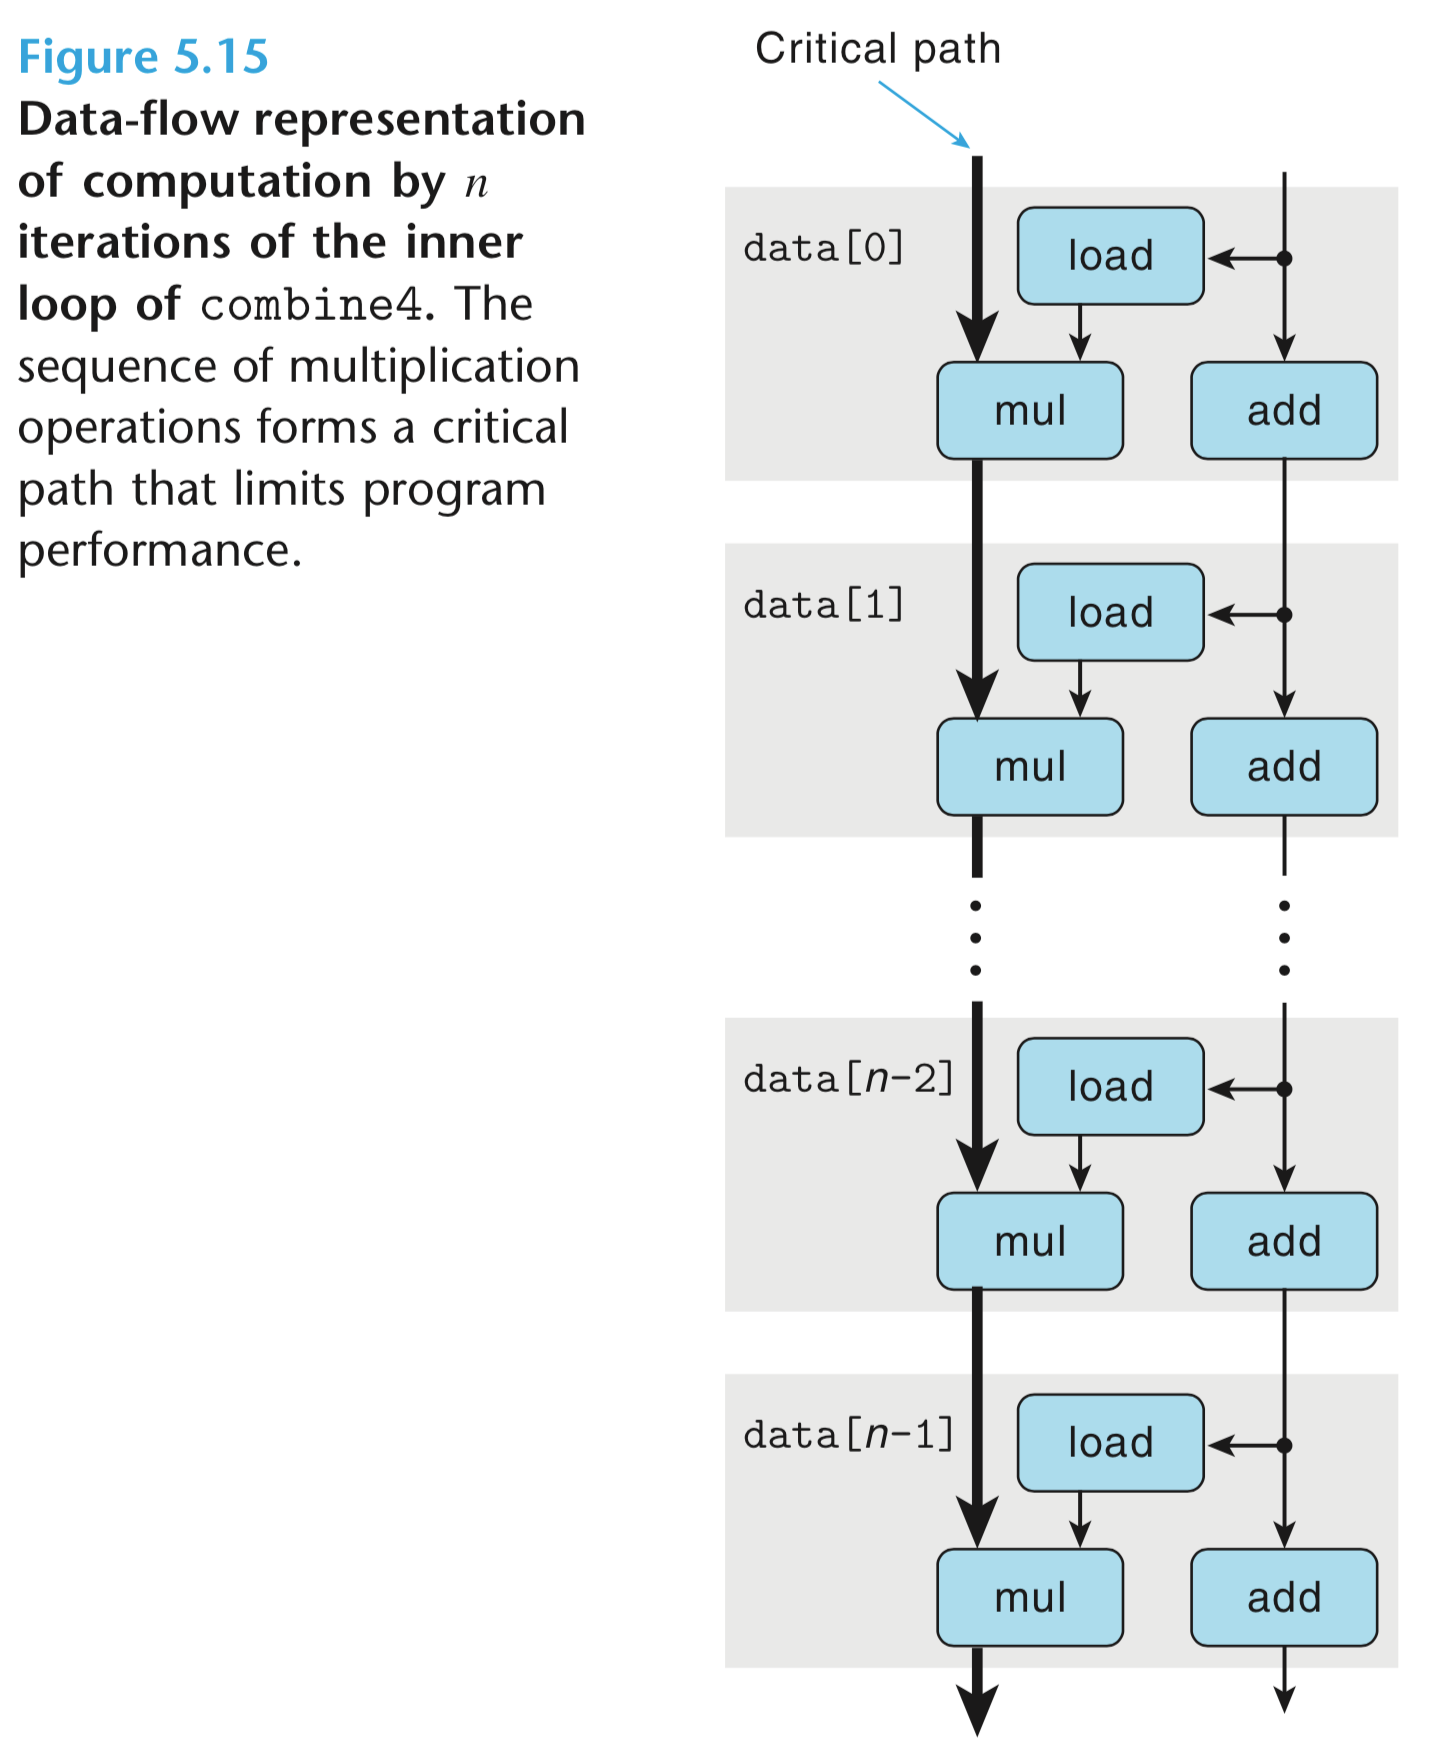 Figure 5.15
Data-flow representation
of computation by n
iterations of the inner
loop of combine4. The
sequence of multiplication
operations forms a critical
path that limits program
performance.
Critical path
data[0]
load
mul
add
data[1]
load
mul
add
data[n-2]
load
mul
add
data[n-1]
load
mul
add